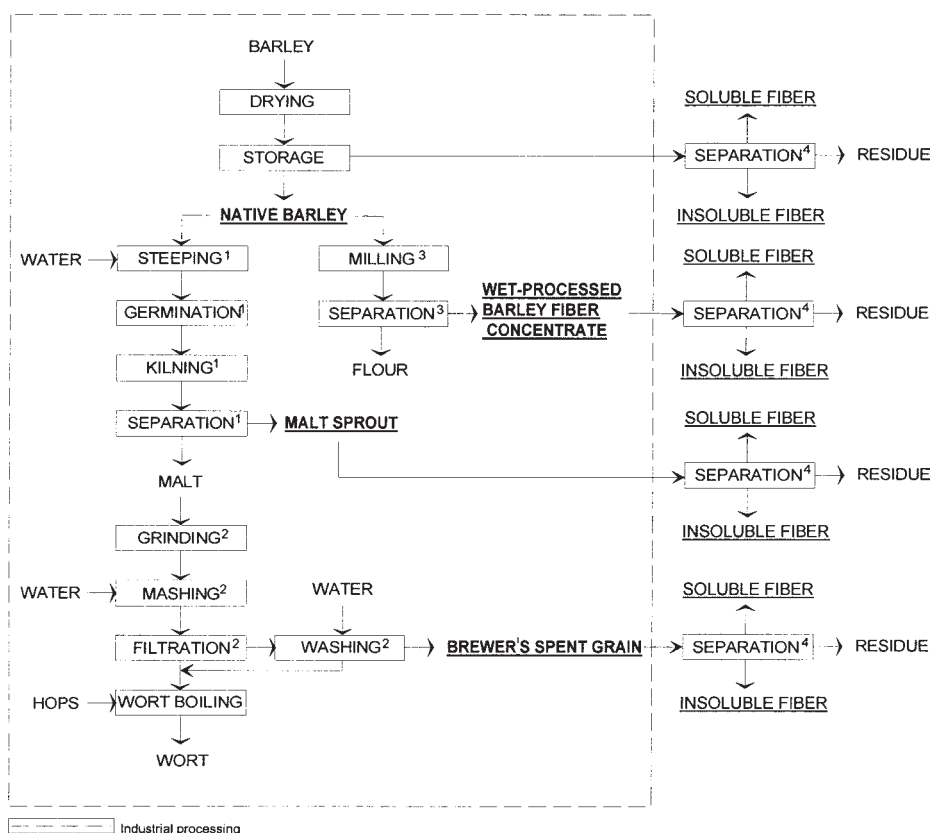 BARLEY
DRYING
SOLUBLE FIBER
STORAGE
SEPARATION⁴
RESIDUE
NATIVE BARLEY
INSOLUBLE FIBER
WATER
STEEPING¹
MILLING ³
SOLUBLE FIBER
GERMINATION¹
SEPARATION³
WET-PROCESSED
BARLEY FIBER
CONCENTRATE
SEPARATION⁴
RESIDUE
KILNING¹
FLOUR
INSOLUBLE FIBER
SEPARATION¹
MALT SPROUT
SOLUBLE FIBER
MALT
SEPARATION⁴
RESIDUE
GRINDING²
INSOLUBLE FIBER
WATER
MASHING²
WATER
SOLUBLE FIBER
FILTRATION²
WASHING²
BREWER'S SPENT GRAIN
SEPARATION⁴
RESIDUE
HOPS
WORT BOILING
INSOLUBLE FIBER
WORT
Industrial processing